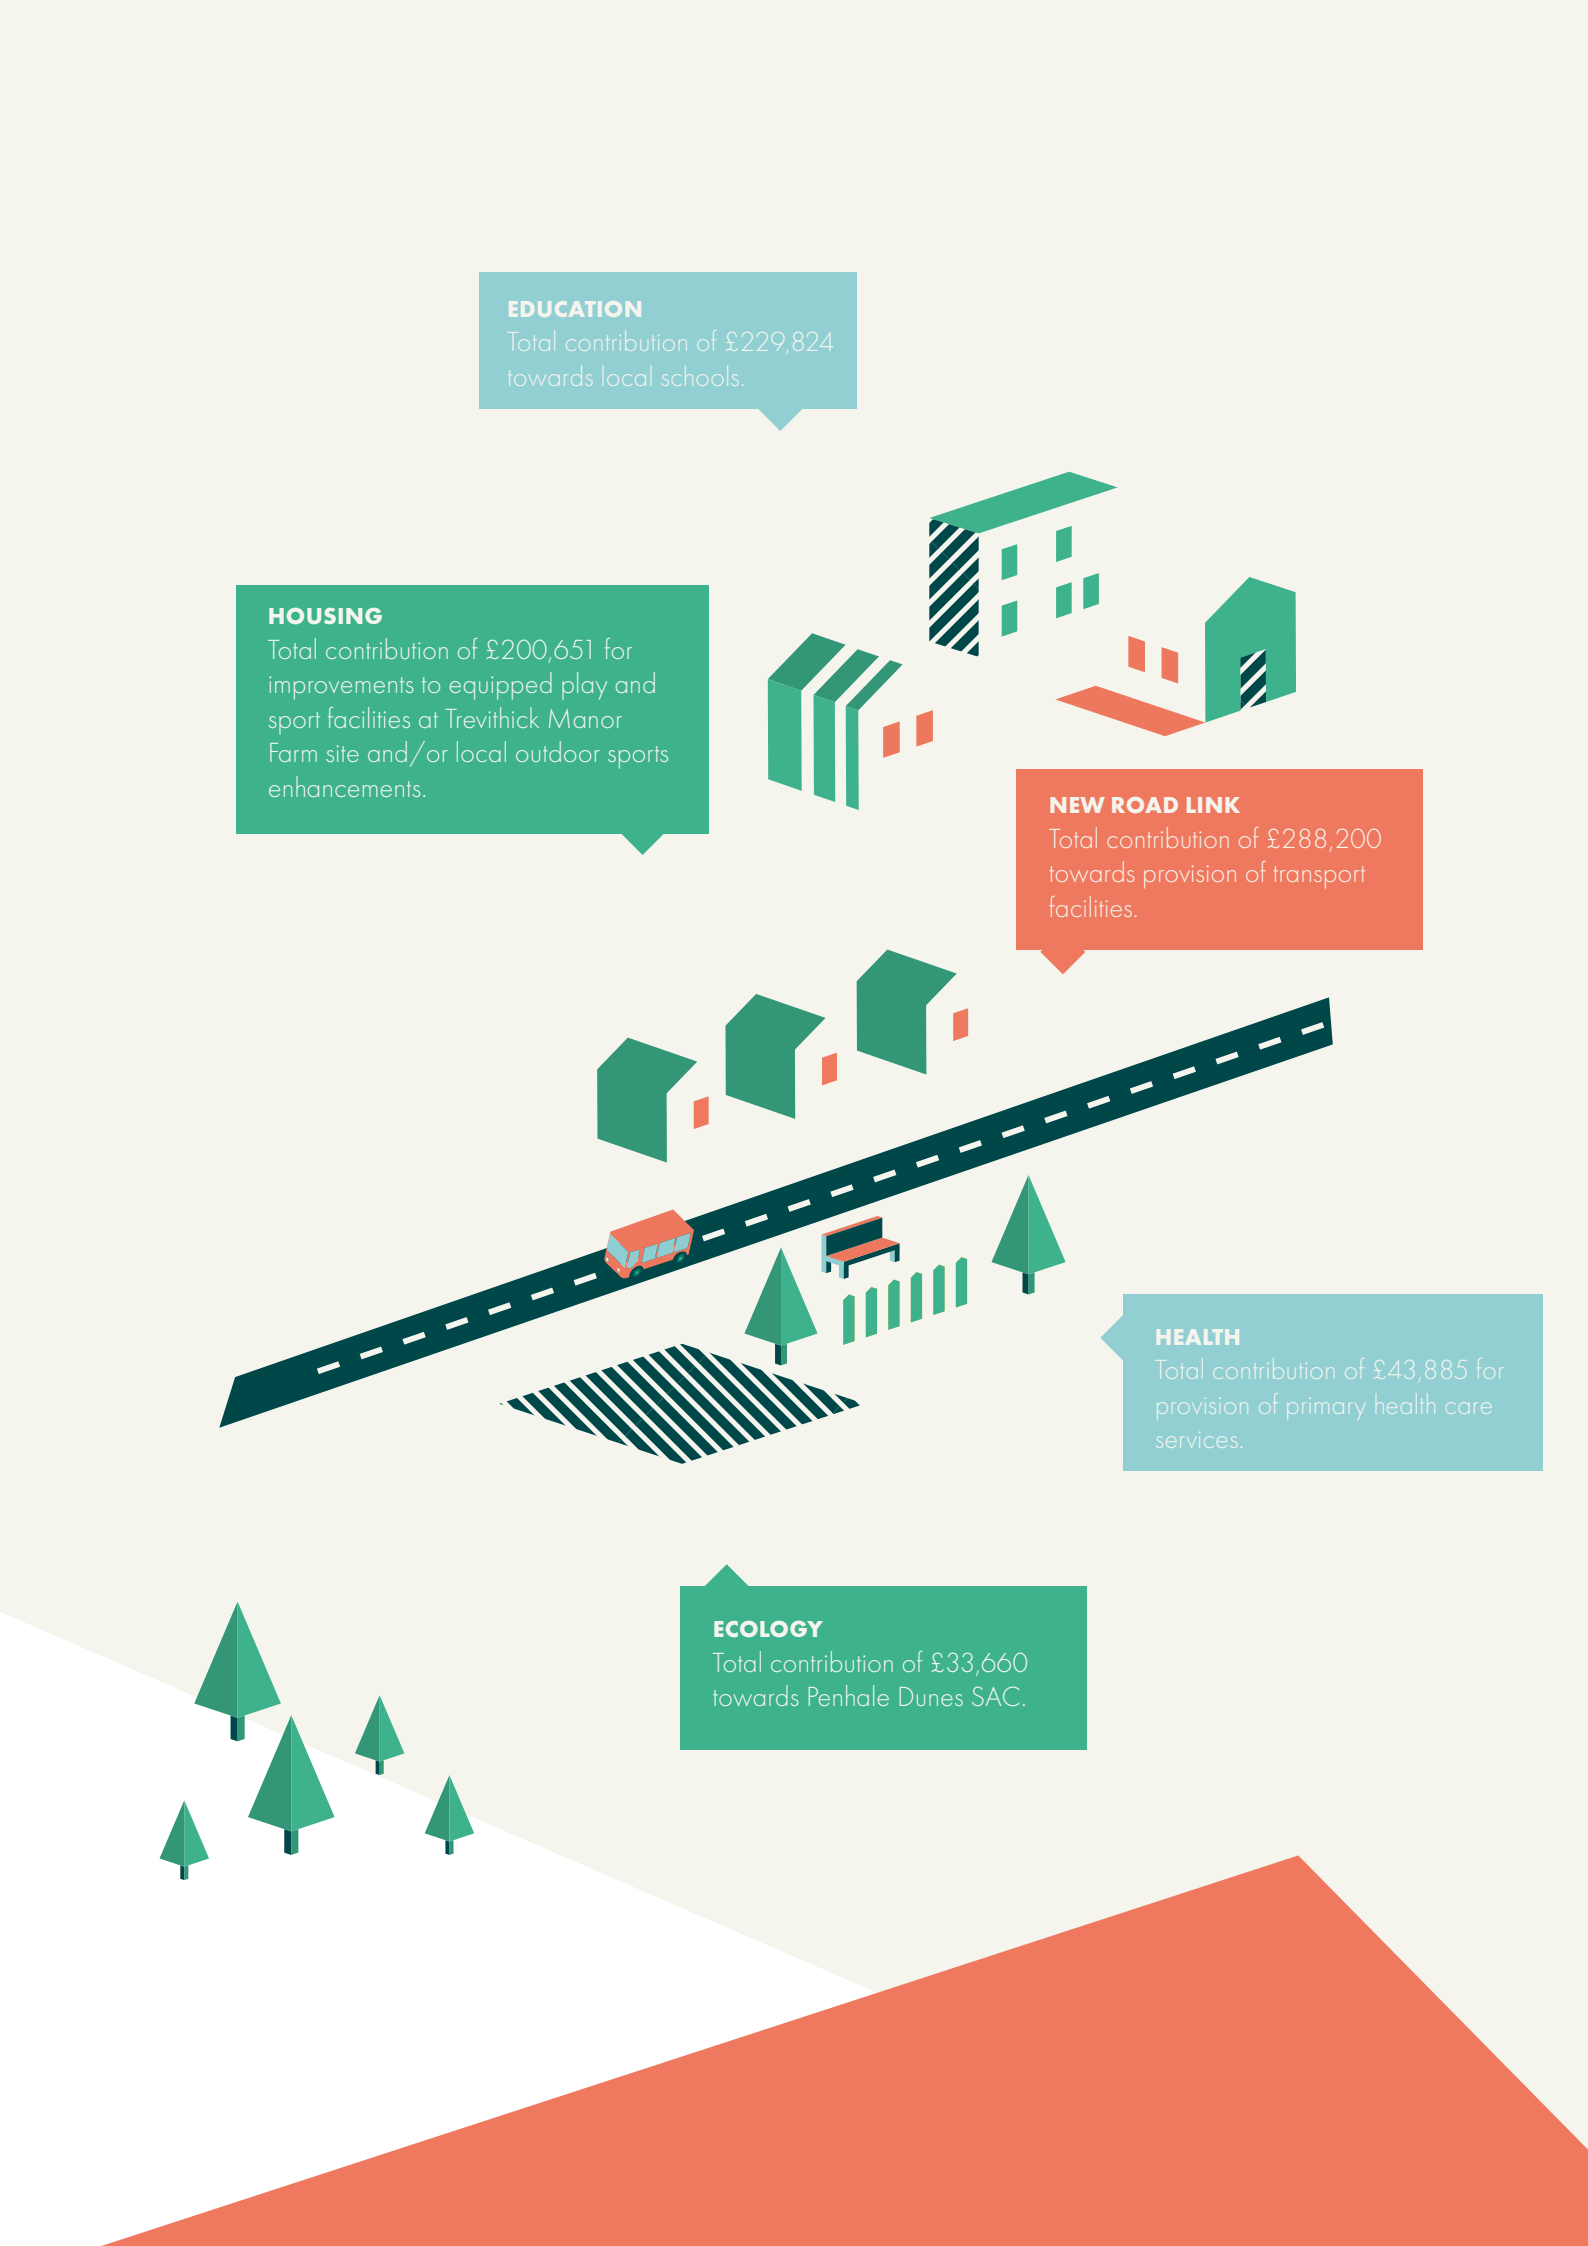 EDUCATION
Total contribution of £229,824
towards local schools.
HOUSING
Total contribution of £200,651 for
improvements to equipped play and
sport facilities at Trevithick Manor
Farm site and/or local outdoor sports
enhancements.
NEW ROAD LINK
Total contribution of £288,200
towards provision of transport
facilities.
HEALTH
Total contribution of £43,885 for
provision of primary health care
services.
ECOLOGY
Total contribution of £33,660
towards Penhale Dunes SAC.